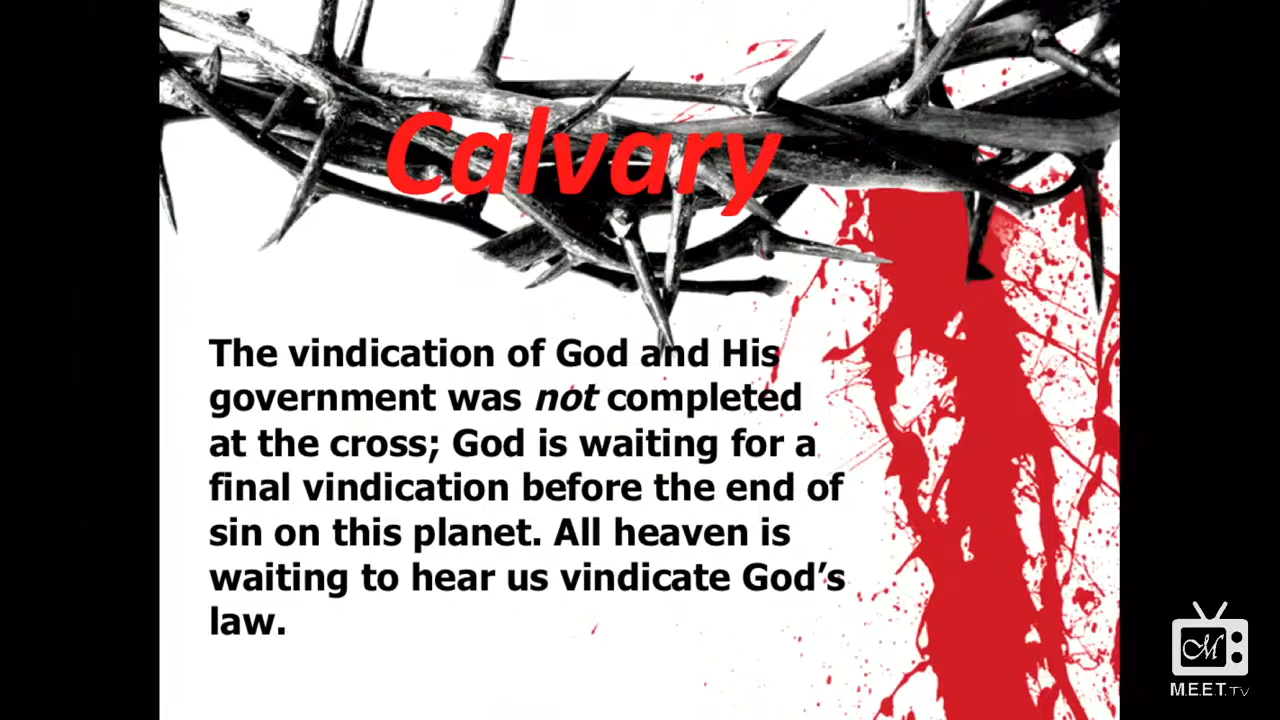 Calvary
The vindication of God and His
government was not completed
at the cross; God is waiting for a
final vindication before the end of
sin on this planet. All heaven is
waiting to hear us vindicate God’s
law.
M
M.E.E.T.TV